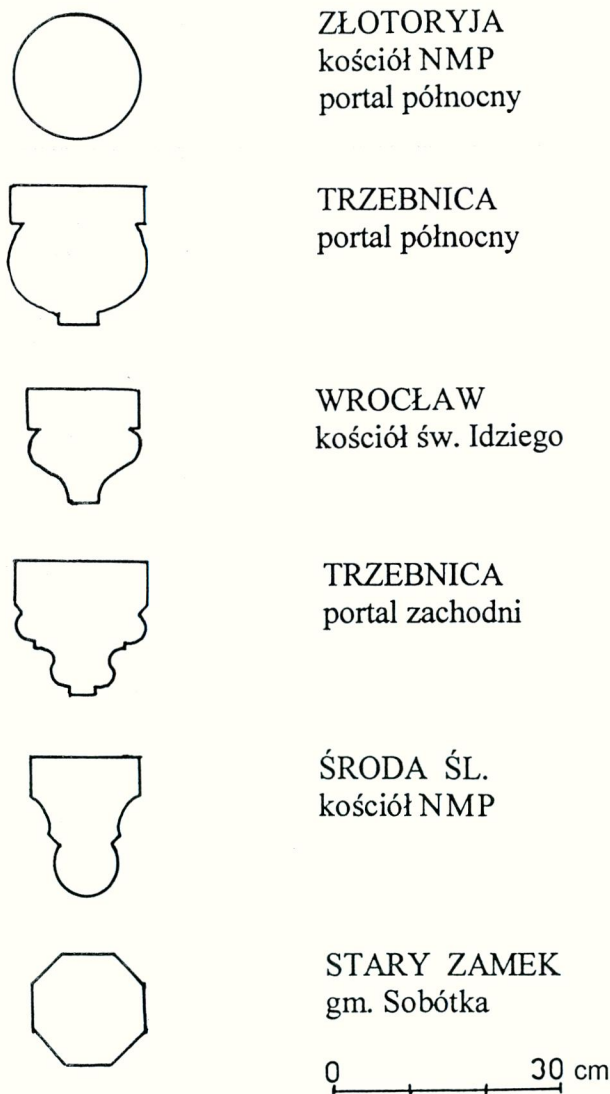 ZŁOTORYJA
kościół NMP
portal północny
TRZEBNICA
portal północny
WROCŁAW
kościół św. Idziego
TRZEBNICA
portal zachodni
ŚRODA ŚL.
kościół NMP
STARY ZAMEK
gm. Sobótka
0 30 cm